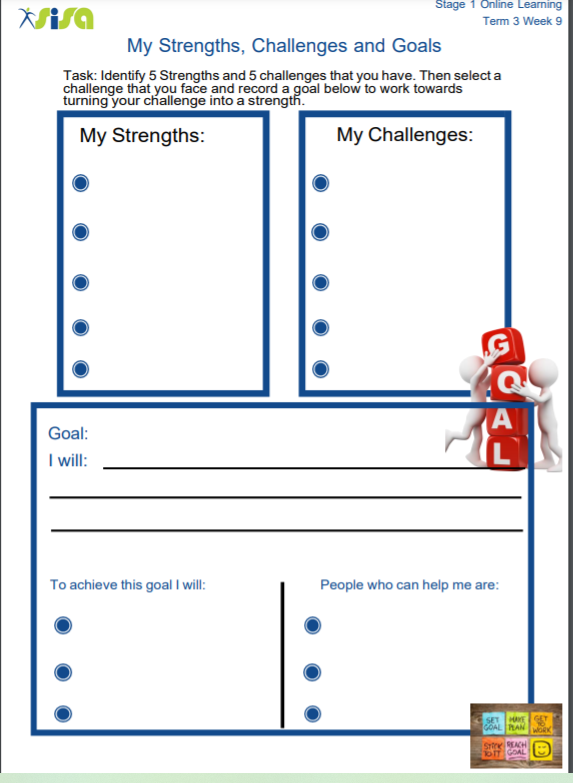 sisa
Stage 1 Online Learning
Term 3 Week 9
My Strengths, Challenges and Goals
Task: Identify 5 Strengths and 5 challenges that you have. Then select a
challenge that you face and record a goal below to work towards
turning your challenge into a strength.
My Strengths:
My Challenges:
G
O
A
L
Goal:
I will:
To achieve this goal I will:
People who can help me are:
SET
GOAL
MAKE
PLAN
GET
TO
WORK
STICK
TO IT
REACH
GOAL